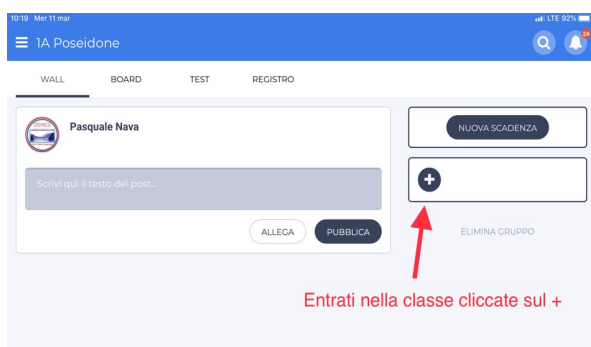 10:19 Mer 11 mar LTE 92%
1A Poseidone 24
WALL BOARD TEST REGISTRO
Pasquale Nava
NUOVA SCADENZA
Scrivi qui il testo del post...
ALLEGA PUBBLICA
ELIMINA GRUPPO
Entrati nella classe cliccate sul +